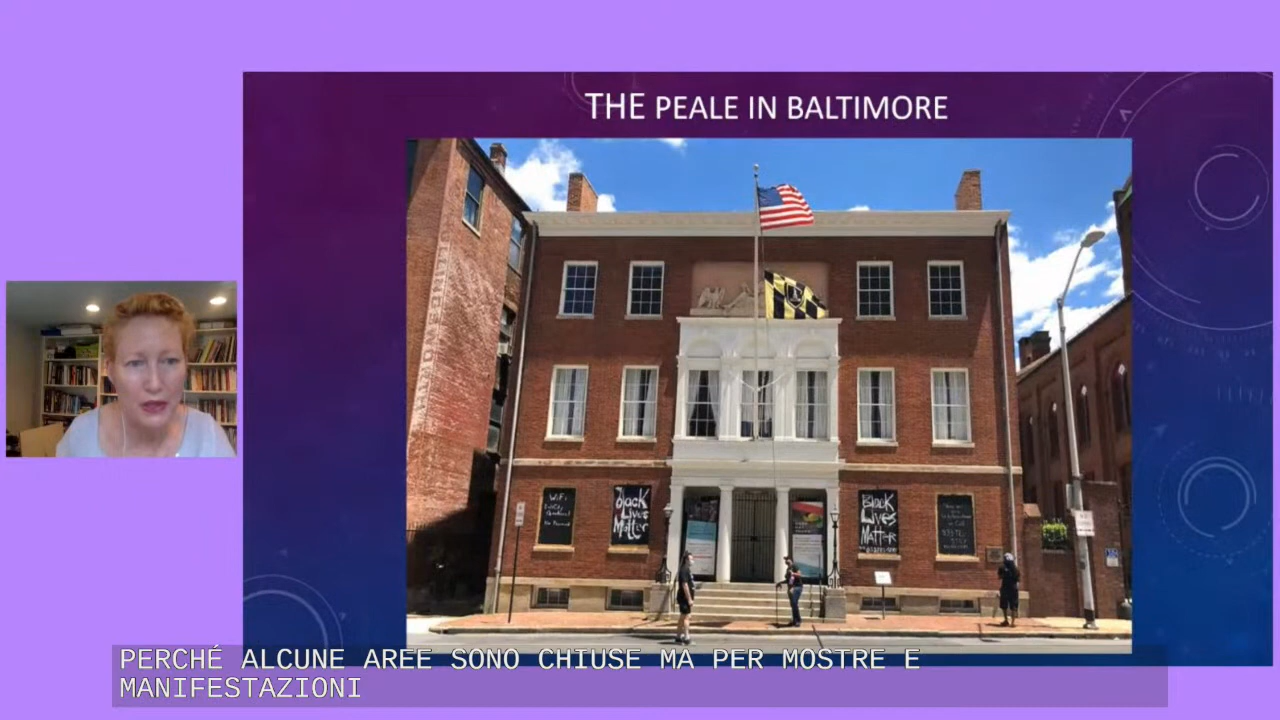 THE PEALE IN BALTIMORE
Black
Lives
Matter
Black
Lives
Matter
PERCHÉ ALCUNE AREE SONO CHIUSE MA PER MOSTRE E
MANIFESTAZIONI